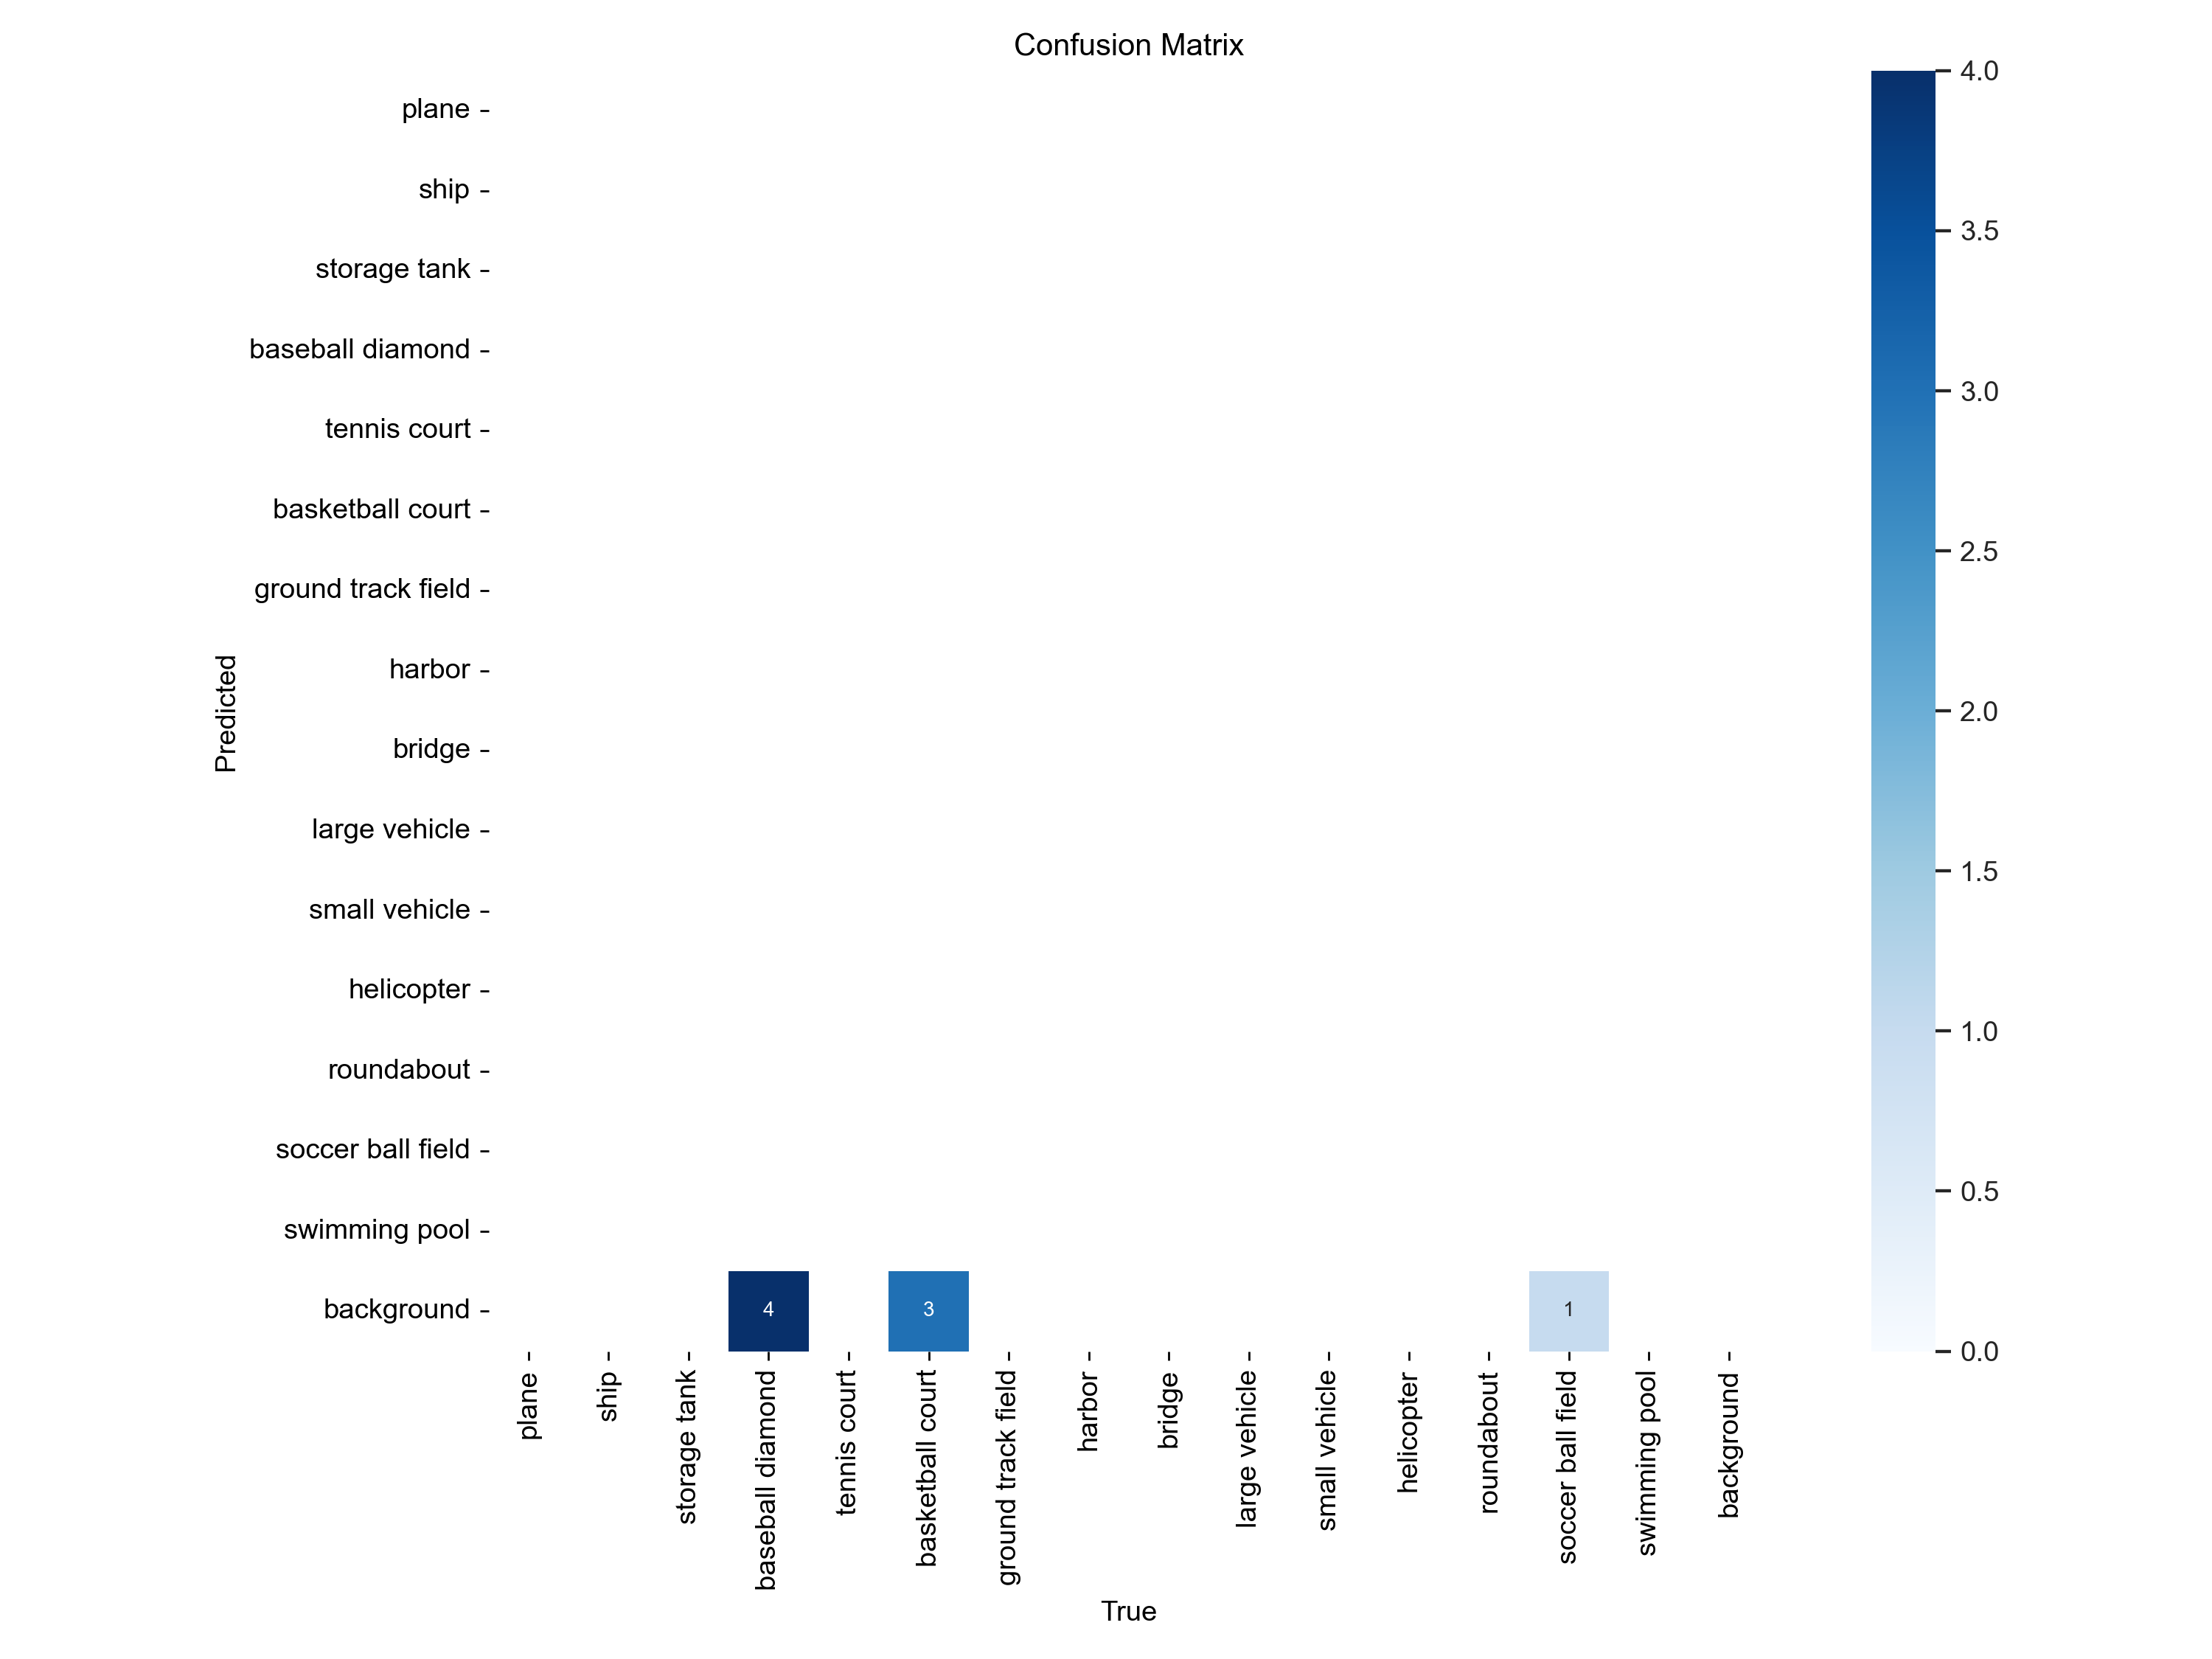 Confusion Matrix
plane
ship
storage tank
baseball diamond
tennis court
basketball court
ground track field
harbor
bridge
large vehicle
small vehicle
helicopter
roundabout
soccer ball field
swimming pool
background
Predicted
4
3
1
plane
ship
storage tank
baseball diamond
tennis court
basketball court
ground track field
harbor
bridge
large vehicle
small vehicle
helicopter
roundabout
soccer ball field
swimming pool
background
True
4.0
3.5
3.0
2.5
2.0
1.5
1.0
0.5
0.0